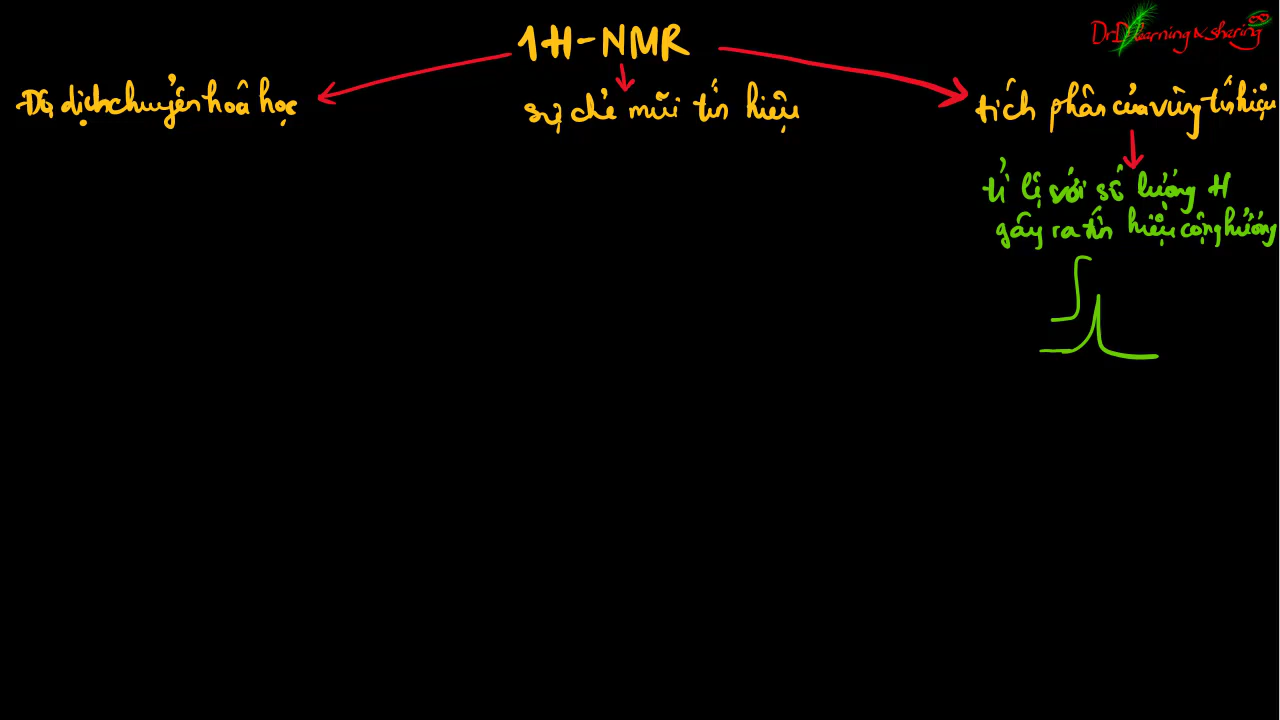 1H-NMR
Dr.D learning & sharing
Độ dịch chuyển hoá học
sự chẻ mũi tín hiệu
tích phân của vùng tín hiệu
tỉ lệ với số lượng H
gây ra tín hiệu cộng hưởng